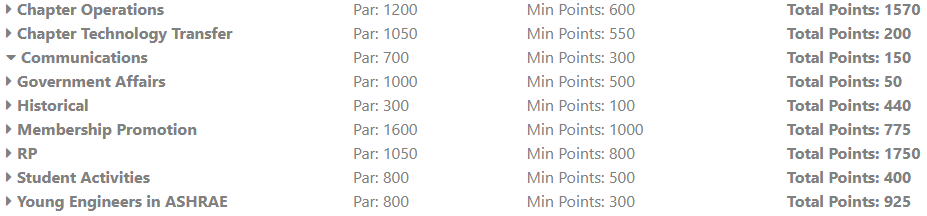 Chapter Operations Par: 1200 Min Points: 600 Total Points: 1570
Chapter Technology Transfer Par: 1050 Min Points: 550 Total Points: 200
Communications Par: 700 Min Points: 300 Total Points: 150
Government Affairs Par: 1000 Min Points: 500 Total Points: 50
Historical Par: 300 Min Points: 100 Total Points: 440
Membership Promotion Par: 1600 Min Points: 1000 Total Points: 775
RP Par: 1050 Min Points: 800 Total Points: 1750
Student Activities Par: 800 Min Points: 500 Total Points: 400
Young Engineers in ASHRAE Par: 800 Min Points: 300 Total Points: 925